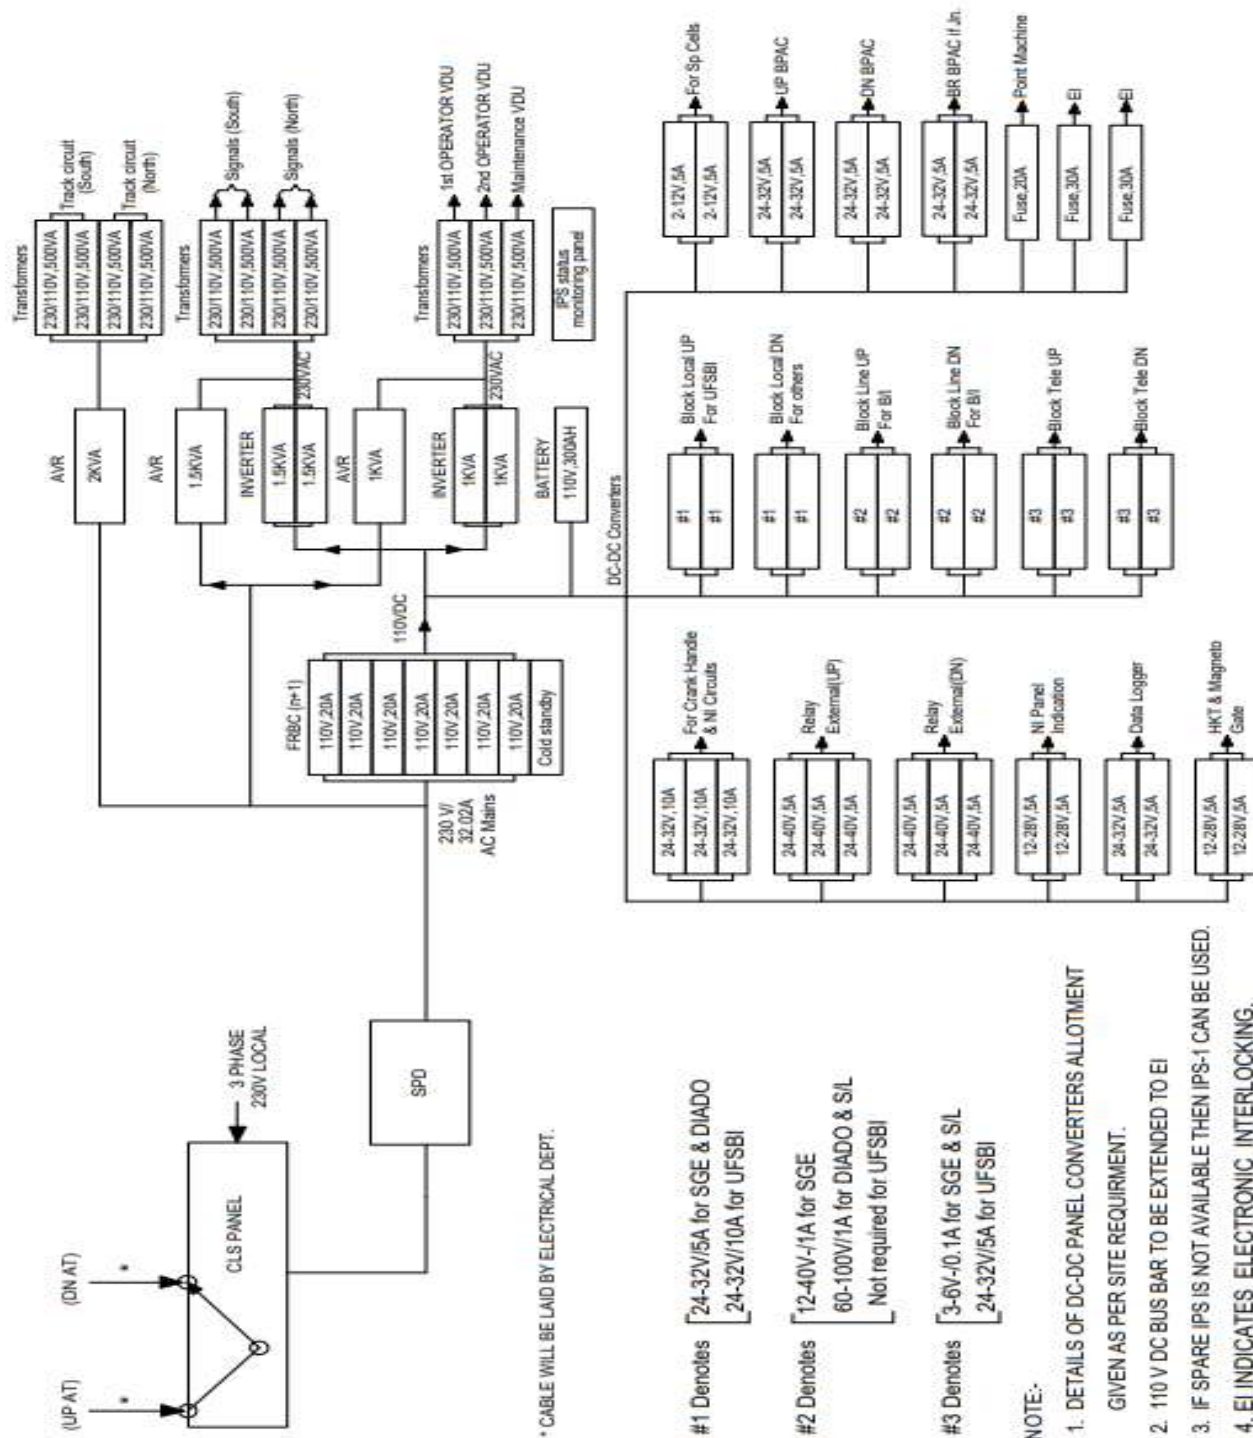 (UP AT)
(DN AT)
*
*
CLS PANEL
3 PHASE
230V LOCAL
SPD
* CABLE WILL BE LAID BY ELECTRICAL DEPT.
230 V/
32.02A
AC Mains
FRBC (n+1)
110V,20A
110V,20A
110V,20A
110V,20A
110V,20A
110V,20A
110V,20A
Cold standby
110VDC
AVR
2KVA
AVR
1.5KVA
INVERTER
1.5KVA
1.5KVA
AVR
1KVA
INVERTER
1KVA
1KVA
BATTERY
110V,300AH
230VAC
230VAC
Transformers
230/110V,500VA
230/110V,500VA
230/110V,500VA
230/110V,500VA
Track circuit
(South)
Track circuit
(North)
Transformers
230/110V,500VA
230/110V,500VA
230/110V,500VA
230/110V,500VA
Signals (South)
Signals (North)
Transformers
230/110V,500VA
230/110V,500VA
230/110V,500VA
1st OPERATOR VDU
2nd OPERATOR VDU
Maintenance VDU
IPS status
monitoring panel
DC-DC Converters
24-32V,10A
24-32V,10A
24-32V,10A
For Crank Handle
& NI Circuits
24-40V,5A
24-40V,5A
24-40V,5A
Relay
External(UP)
24-40V,5A
24-40V,5A
24-40V,5A
Relay
External(DN)
12-28V,5A
12-28V,5A
NI Panel
Indication
24-32V,5A
24-32V,5A
Data Logger
12-28V,5A
12-28V,5A
HKT & Magneto
Gate
#1
#1
Block Local UP
For UFSBI
#1
#1
Block Local DN
For others
#2
#2
Block Line UP
For B/I
#2
#2
Block Line DN
For B/I
#3
#3
Block Tele UP
#3
#3
Block Tele DN
2-12V,5A
2-12V,5A
For Sp Cells
24-32V,5A
24-32V,5A
UP BPAC
24-32V,5A
24-32V,5A
DN BPAC
24-32V,5A
24-32V,5A
BR BPAC If Jn.
Fuse,20A
Point Machine
Fuse,30A
EI
Fuse,30A
EI
#1 Denotes
24-32V/5A for SGE & DIADO
24-32V/10A for UFSBI
#2 Denotes
12-40V-/1A for SGE
60-100V/1A for DIADO & S/L
Not required for UFSBI
#3 Denotes
3-6V-/0.1A for SGE & S/L
24-32V/5A for UFSBI
NOTE:-
1. DETAILS OF DC-DC PANEL CONVERTERS ALLOTMENT
GIVEN AS PER SITE REQUIRMENT.
2. 110 V DC BUS BAR TO BE EXTENDED TO EI
3. IF SPARE IPS IS NOT AVAILABLE THEN IPS-1 CAN BE USED.
4. EI INDICATES ELECTRONIC INTERLOCKING.